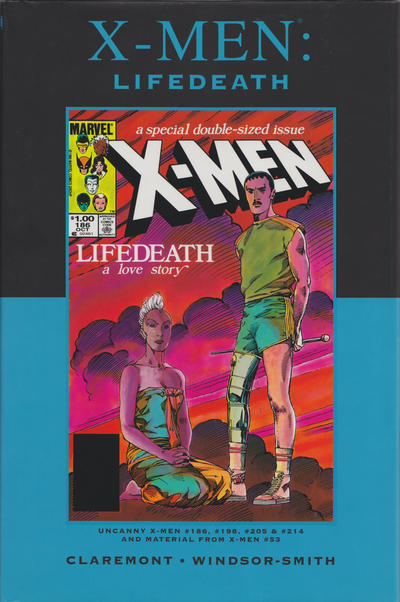 X-MEN:®
LIFEDEATH
MARVEL
a special double-sized issue
X-MEN
$1.00
186
OCT
02461
LIFEDEATH
a love story
UNCANNY X-MEN #186, #198, #205 & #214
AND MATERIAL FROM X-MEN #53
CLAREMONT • WINDSOR-SMITH